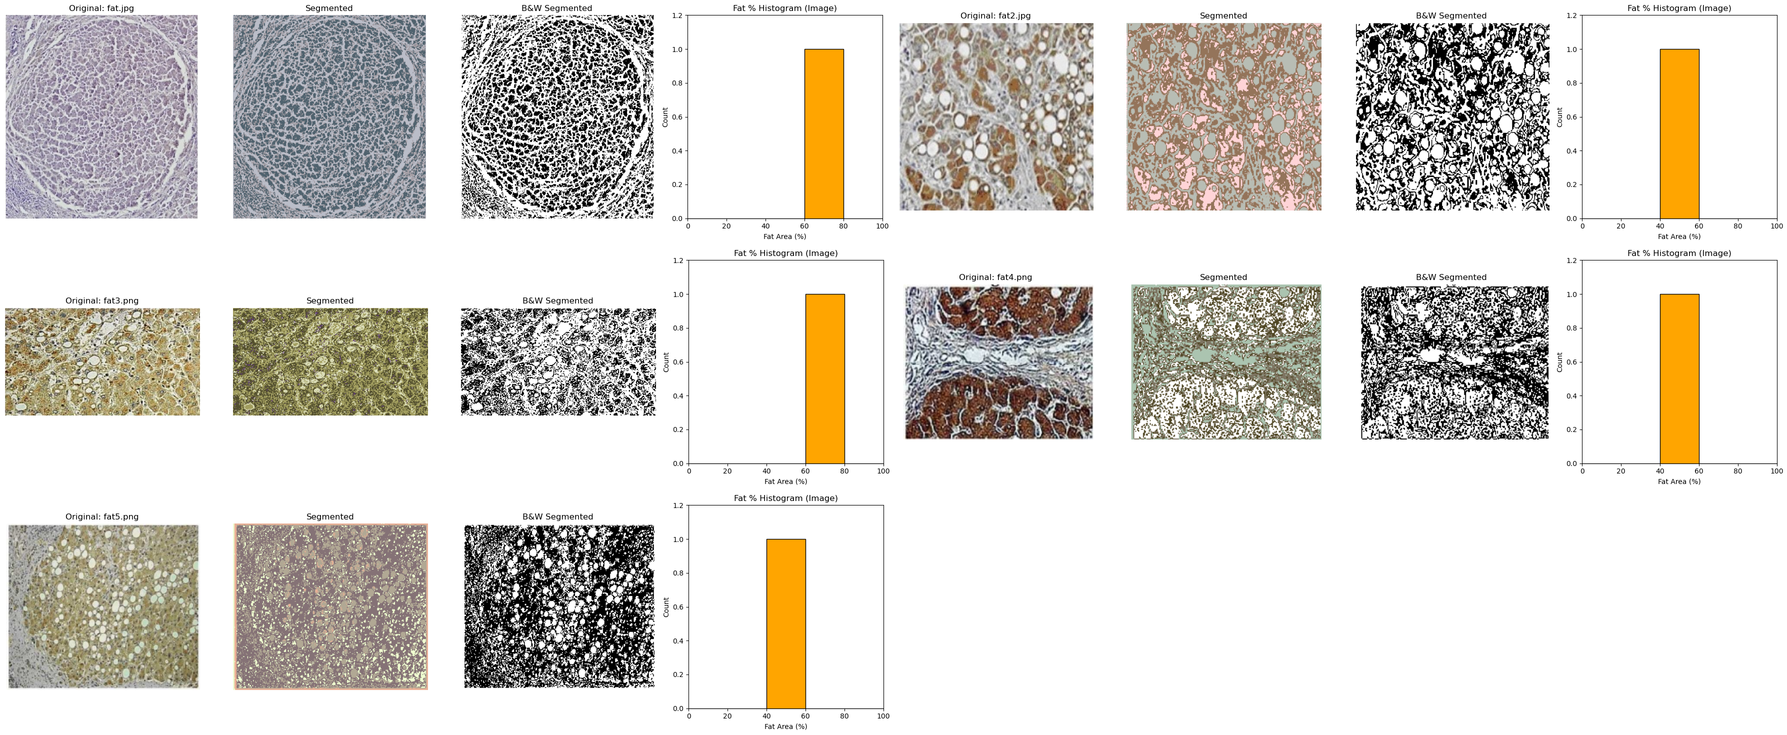 Original: fat.jpg
Segmented
B&W Segmented
Fat % Histogram (Image)
1.2
1.0
0.8
0.6
0.4
0.2
0.0
Count
0 20 40 60 80 100
Fat Area (%)
Original: fat2.jpg
Segmented
B&W Segmented
Fat % Histogram (Image)
1.2
1.0
0.8
0.6
0.4
0.2
0.0
Count
0 20 40 60 80 100
Fat Area (%)
Original: fat3.png
Segmented
B&W Segmented
Fat % Histogram (Image)
1.2
1.0
0.8
0.6
0.4
0.2
0.0
Count
0 20 40 60 80 100
Fat Area (%)
Original: fat4.png
Segmented
B&W Segmented
Fat % Histogram (Image)
1.2
1.0
0.8
0.6
0.4
0.2
0.0
Count
0 20 40 60 80 100
Fat Area (%)
Original: fat5.png
Segmented
B&W Segmented
Fat % Histogram (Image)
1.2
1.0
0.8
0.6
0.4
0.2
0.0
Count
0 20 40 60 80 100
Fat Area (%)